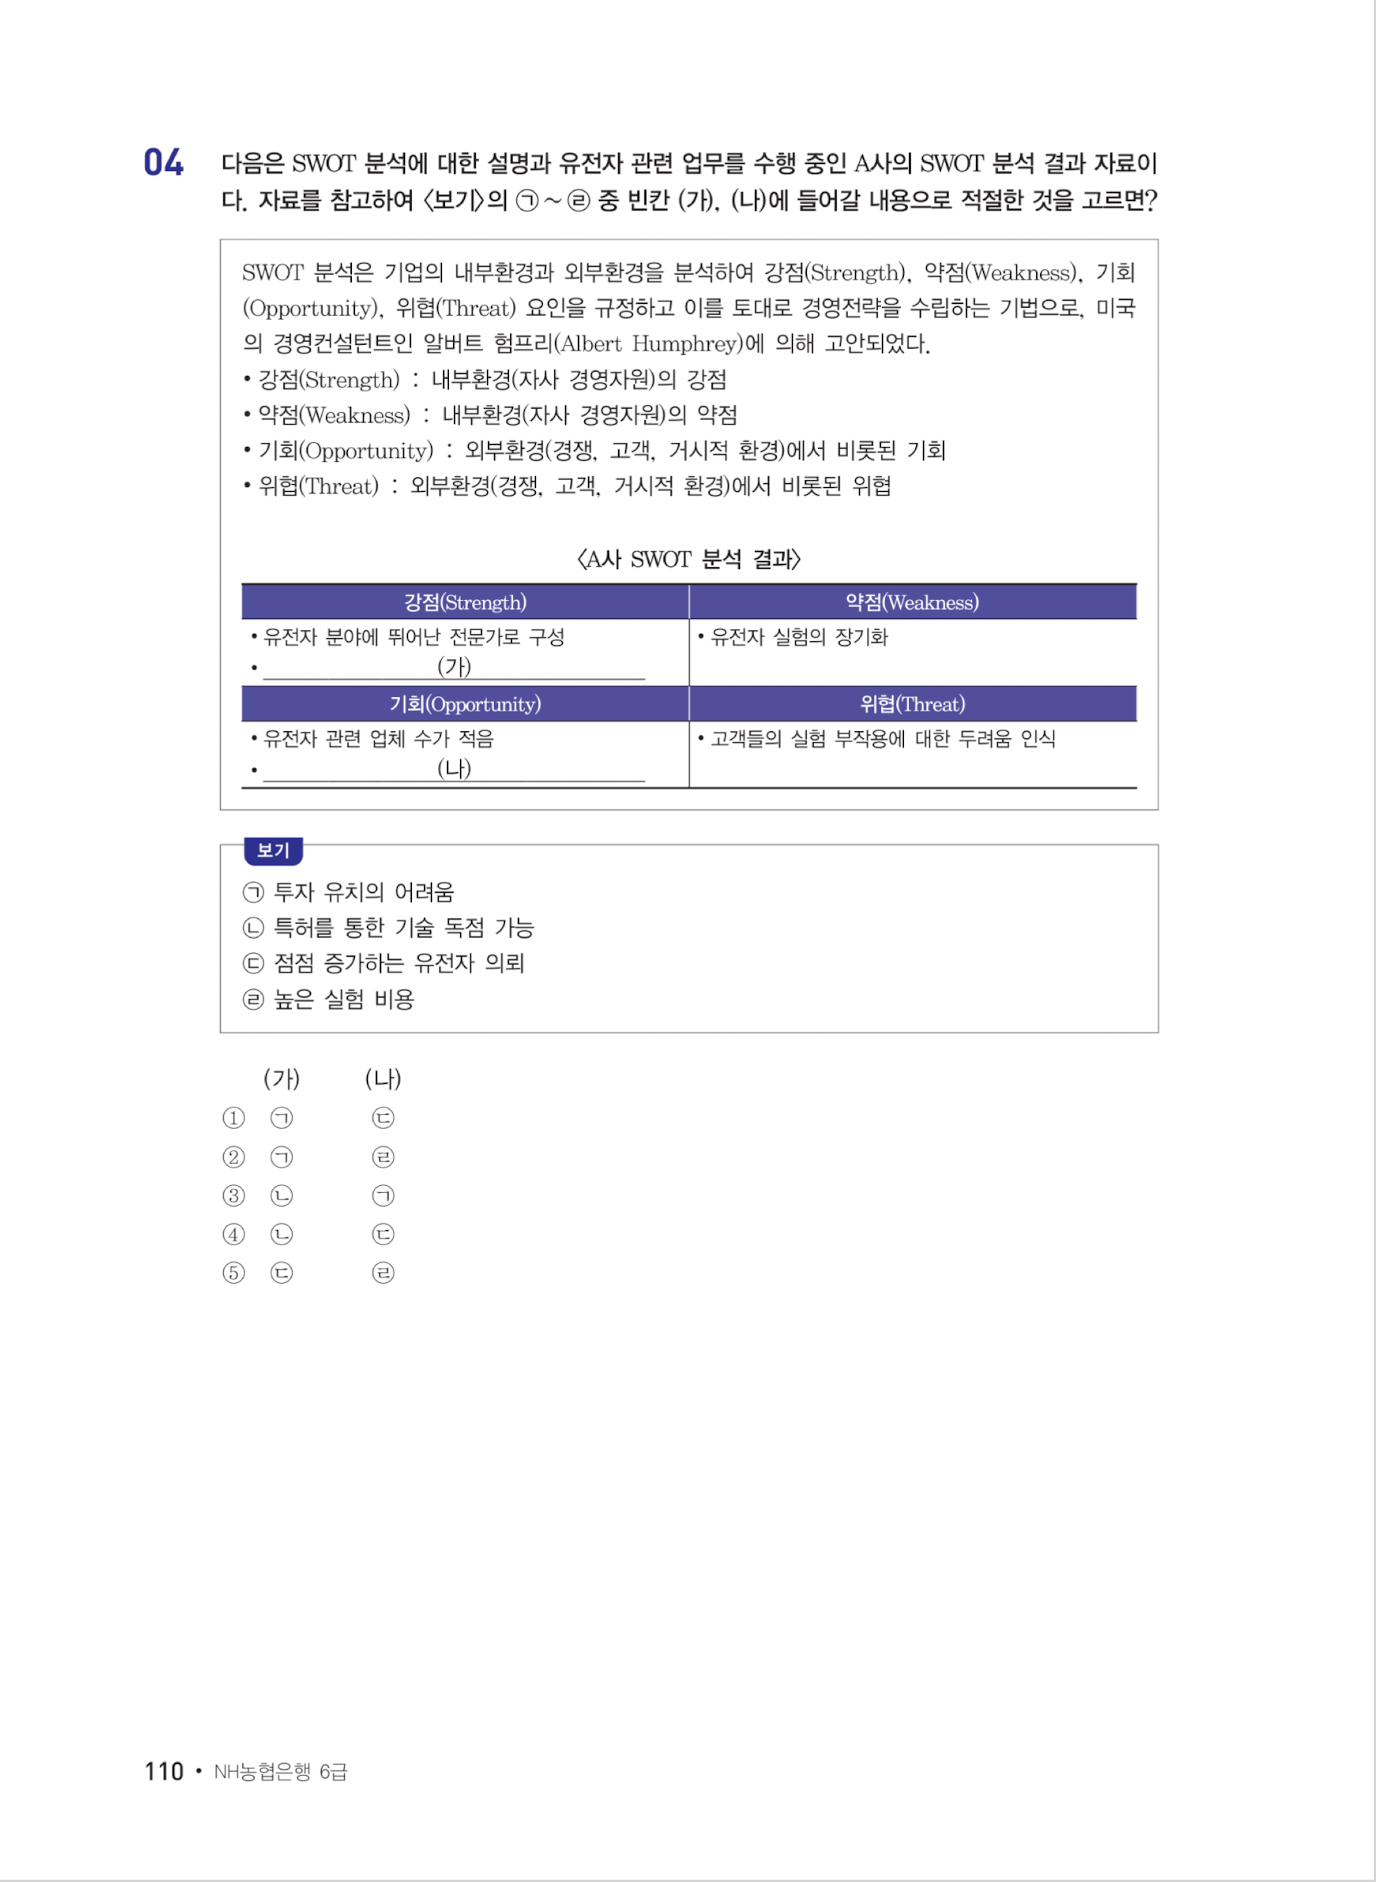 04
다음은 SWOT 분석에 대한 설명과 유전자 관련 업무를 수행 중인 A사의 SWOT 분석 결과 자료이
다. 자료를 참고하여 〈보기〉의 ㉠~㉣ 중 빈칸 (가), (나)에 들어갈 내용으로 적절한 것을 고르면?
SWOT 분석은 기업의 내부환경과 외부환경을 분석하여 강점(Strength), 약점(Weakness), 기회
(Opportunity), 위협(Threat) 요인을 규정하고 이를 토대로 경영전략을 수립하는 기법으로, 미국
의 경영컨설턴트인 알버트 험프리(Albert Humphrey)에 의해 고안되었다.
• 강점(Strength) : 내부환경(자사 경영자원)의 강점
• 약점(Weakness) : 내부환경(자사 경영자원)의 약점
• 기회(Opportunity) : 외부환경(경쟁, 고객, 거시적 환경)에서 비롯된 기회
• 위협(Threat) : 외부환경(경쟁, 고객, 거시적 환경)에서 비롯된 위협
〈A사 SWOT 분석 결과〉
강점(Strength) 약점(Weakness)
• 유전자 분야에 뛰어난 전문가로 구성 • 유전자 실험의 장기화
• (가)
기회(Opportunity) 위협(Threat)
• 유전자 관련 업체 수가 적음 • 고객들의 실험 부작용에 대한 두려움 인식
• (나)
보기
㉠ 투자 유치의 어려움
㉡ 특허를 통한 기술 독점 가능
㉢ 점점 증가하는 유전자 의뢰
㉣ 높은 실험 비용
(가) (나)
① ㉠ ㉢
② ㉠ ㉣
③ ㉡ ㉠
④ ㉡ ㉢
⑤ ㉢ ㉣
110 • NH농협은행 6급